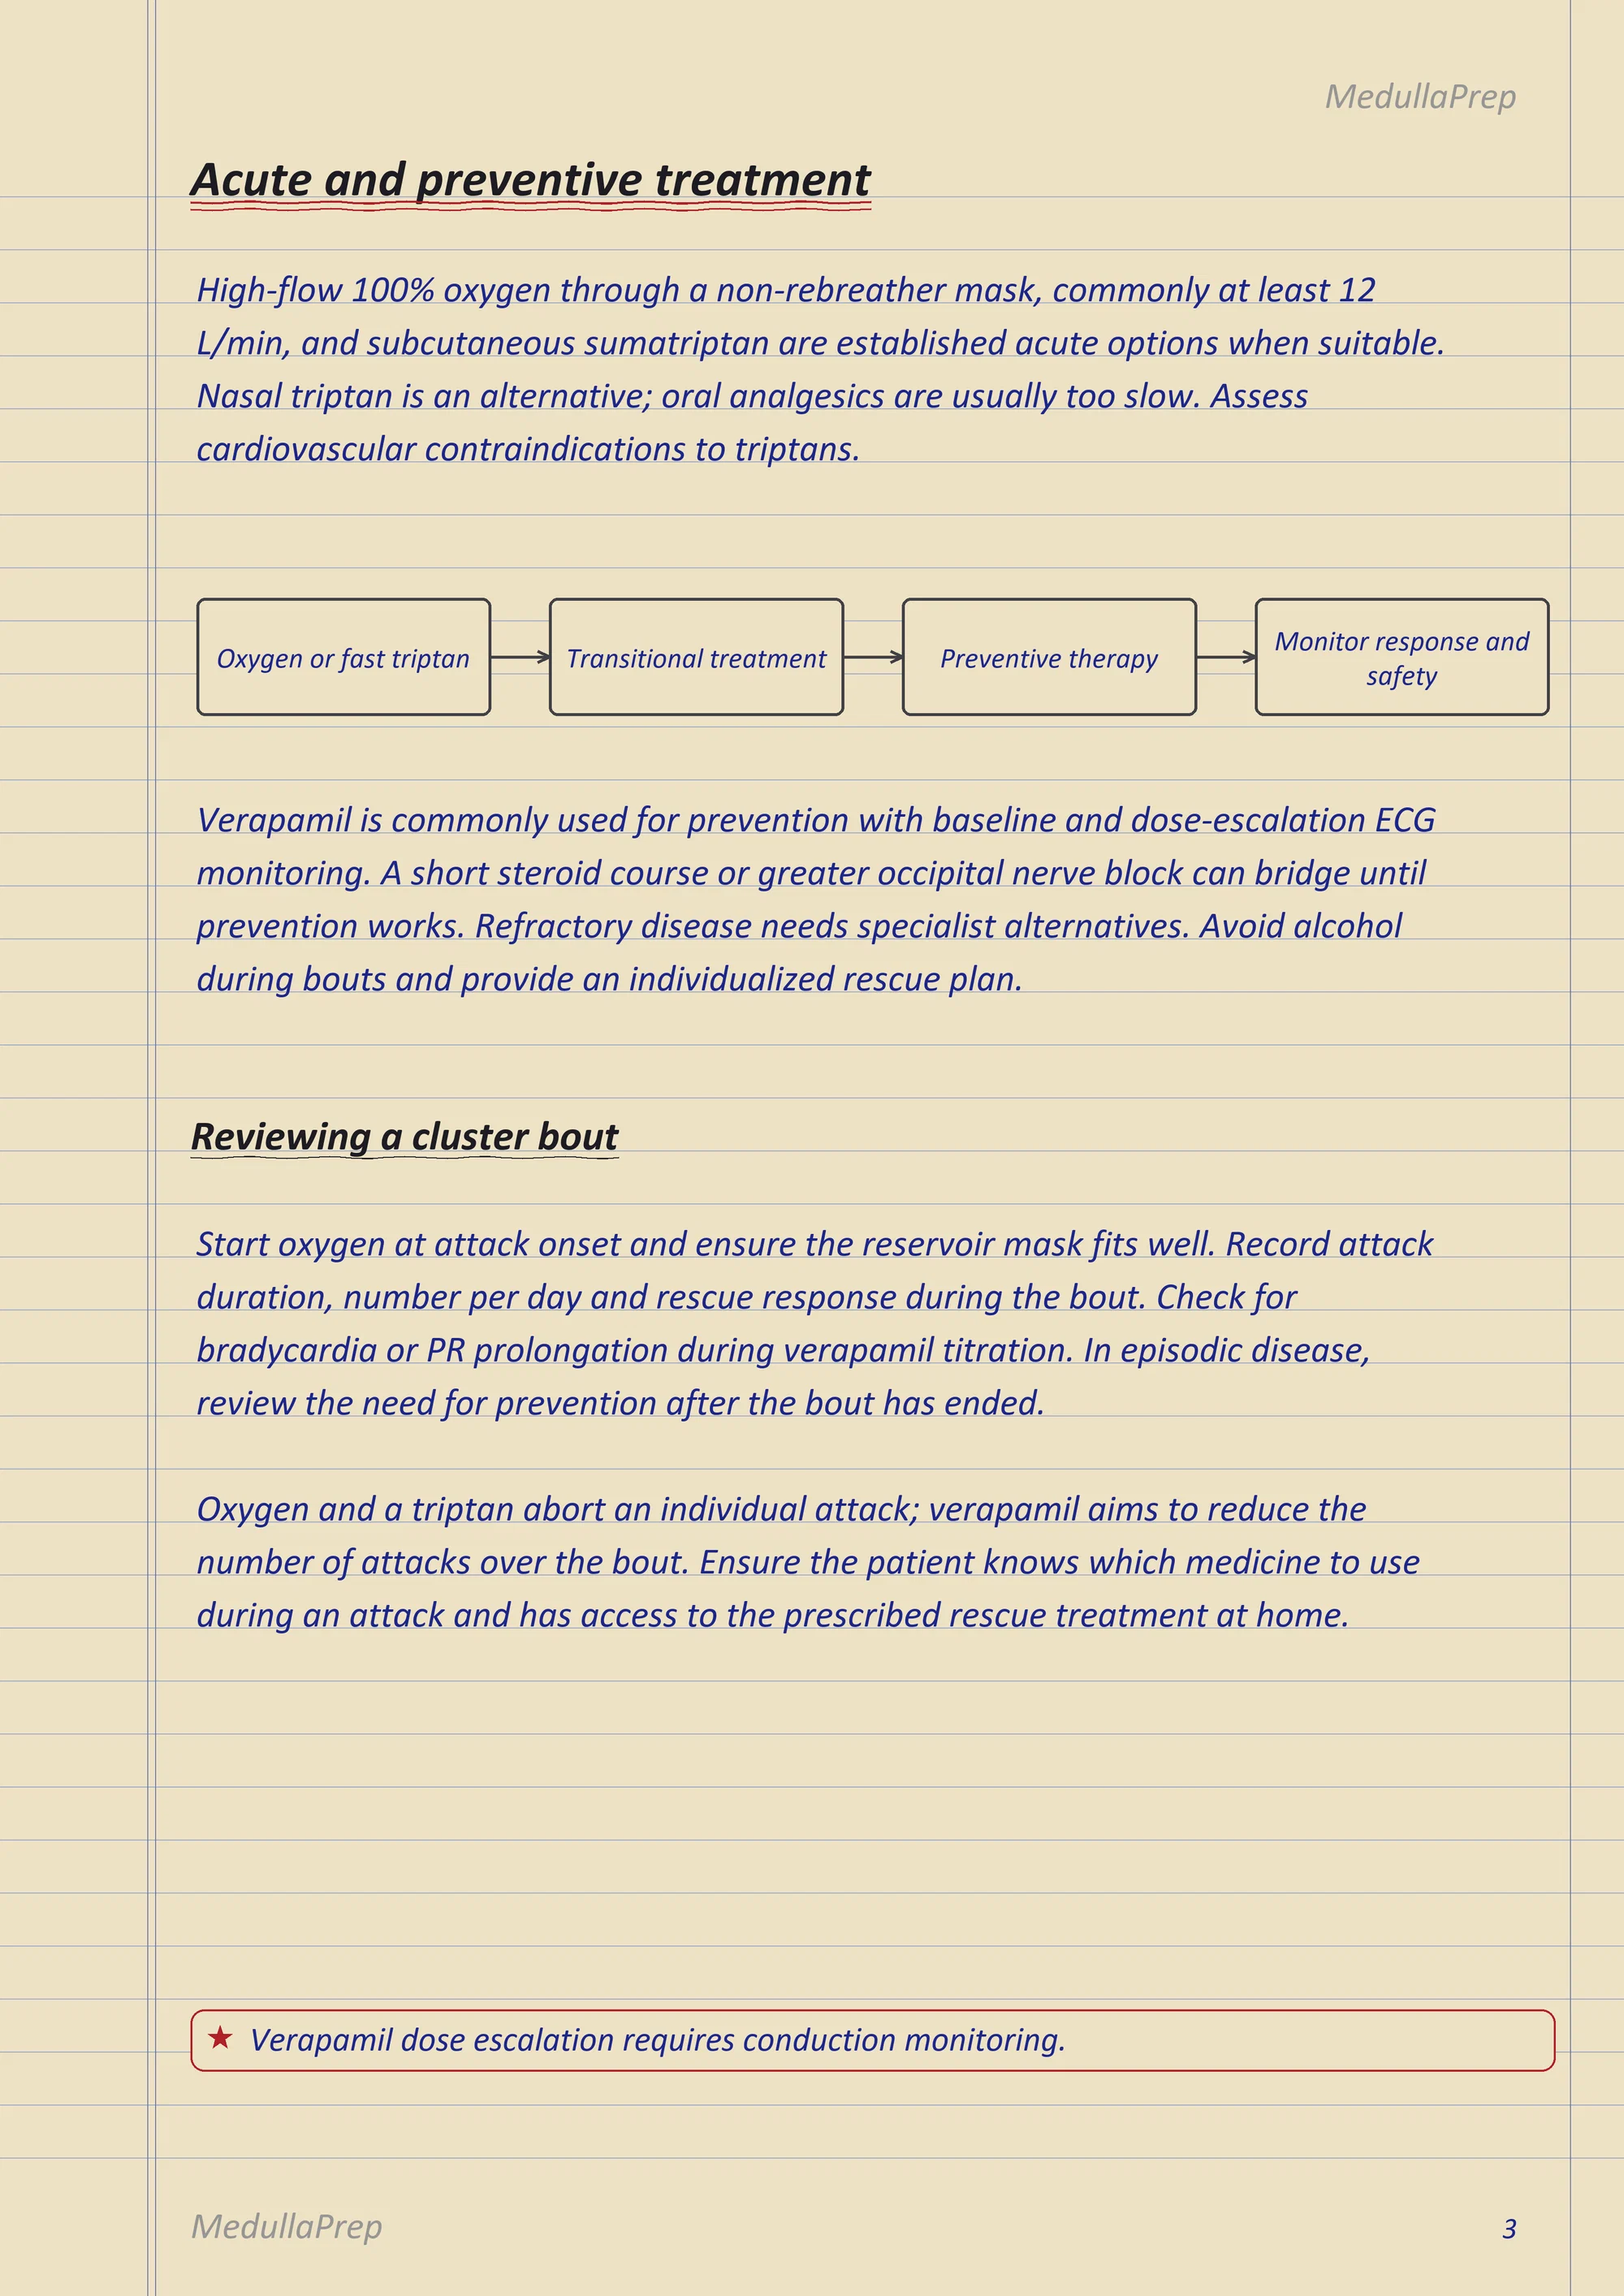 MedullaPrep
Acute and preventive treatment
High-flow 100% oxygen through a non-rebreather mask, commonly at least 12
L/min, and subcutaneous sumatriptan are established acute options when suitable.
Nasal triptan is an alternative; oral analgesics are usually too slow. Assess
cardiovascular contraindications to triptans.
Oxygen or fast triptan
Transitional treatment
Preventive therapy
Monitor response and
safety
Verapamil is commonly used for prevention with baseline and dose-escalation ECG
monitoring. A short steroid course or greater occipital nerve block can bridge until
prevention works. Refractory disease needs specialist alternatives. Avoid alcohol
during bouts and provide an individualized rescue plan.
Reviewing a cluster bout
Start oxygen at attack onset and ensure the reservoir mask fits well. Record attack
duration, number per day and rescue response during the bout. Check for
bradycardia or PR prolongation during verapamil titration. In episodic disease,
review the need for prevention after the bout has ended.
Oxygen and a triptan abort an individual attack; verapamil aims to reduce the
number of attacks over the bout. Ensure the patient knows which medicine to use
during an attack and has access to the prescribed rescue treatment at home.
★ Verapamil dose escalation requires conduction monitoring.
MedullaPrep
3